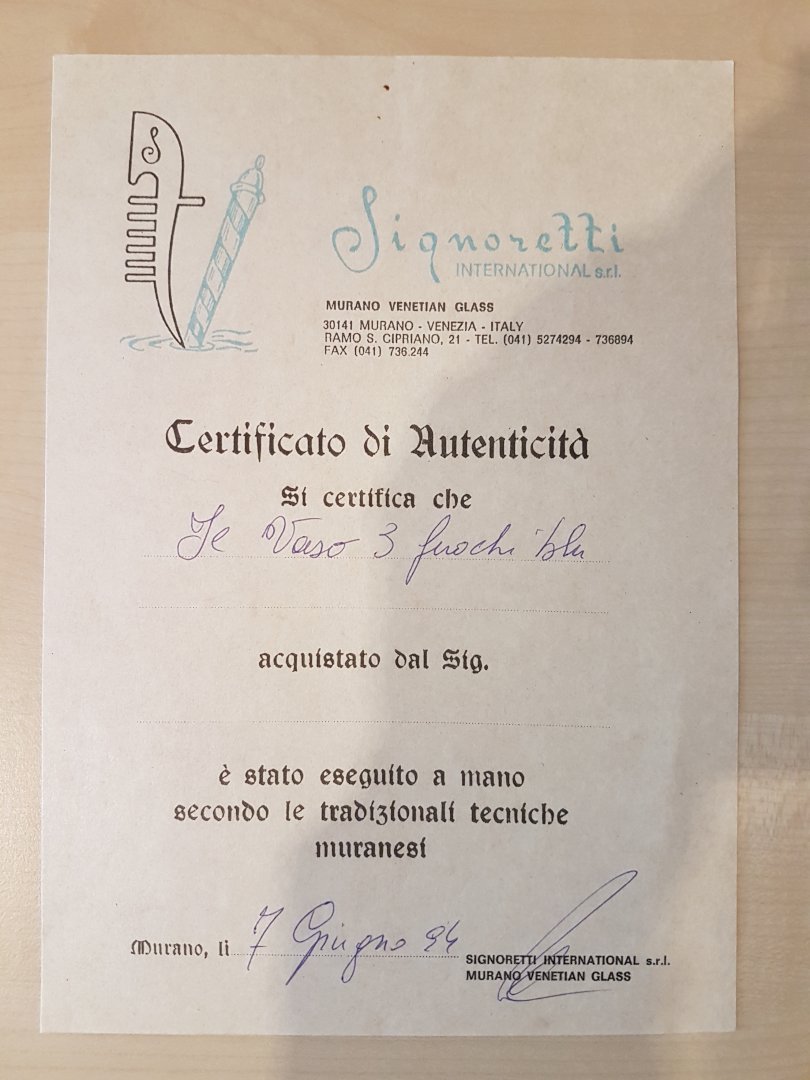 Signoretti
INTERNATIONAL s.r.l.
MURANO VENETIAN GLASS
30141 MURANO - VENEZIA - ITALY
RAMO S. CIPRIANO, 21 - TEL. (041) 5274294 - 736894
FAX (041) 736.244
Certificato di Autenticità
Si certifica che
Il Vaso 3 fuochi blu
acquistato dal Sig.
è stato eseguito a mano
secondo le tradizionali tecniche
muranesi
Murano, li 7 Giugno 94
SIGNORETTI INTERNATIONAL s.r.l.
MURANO VENETIAN GLASS